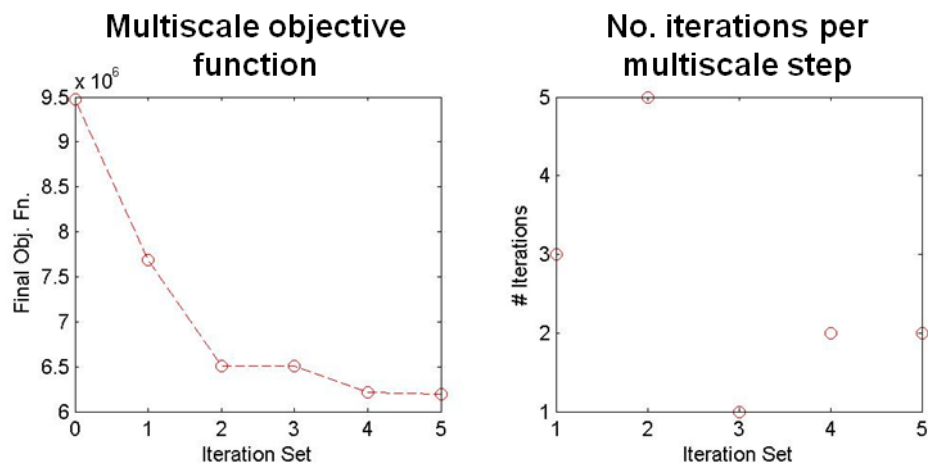 Multiscale objective
function
x 10^6
9.5
9
8.5
8
7.5
7
6.5
6
Final Obj. Fn.
0 1 2 3 4 5
Iteration Set
No. iterations per
multiscale step
5
4
3
2
1
# Iterations
1 2 3 4 5
Iteration Set